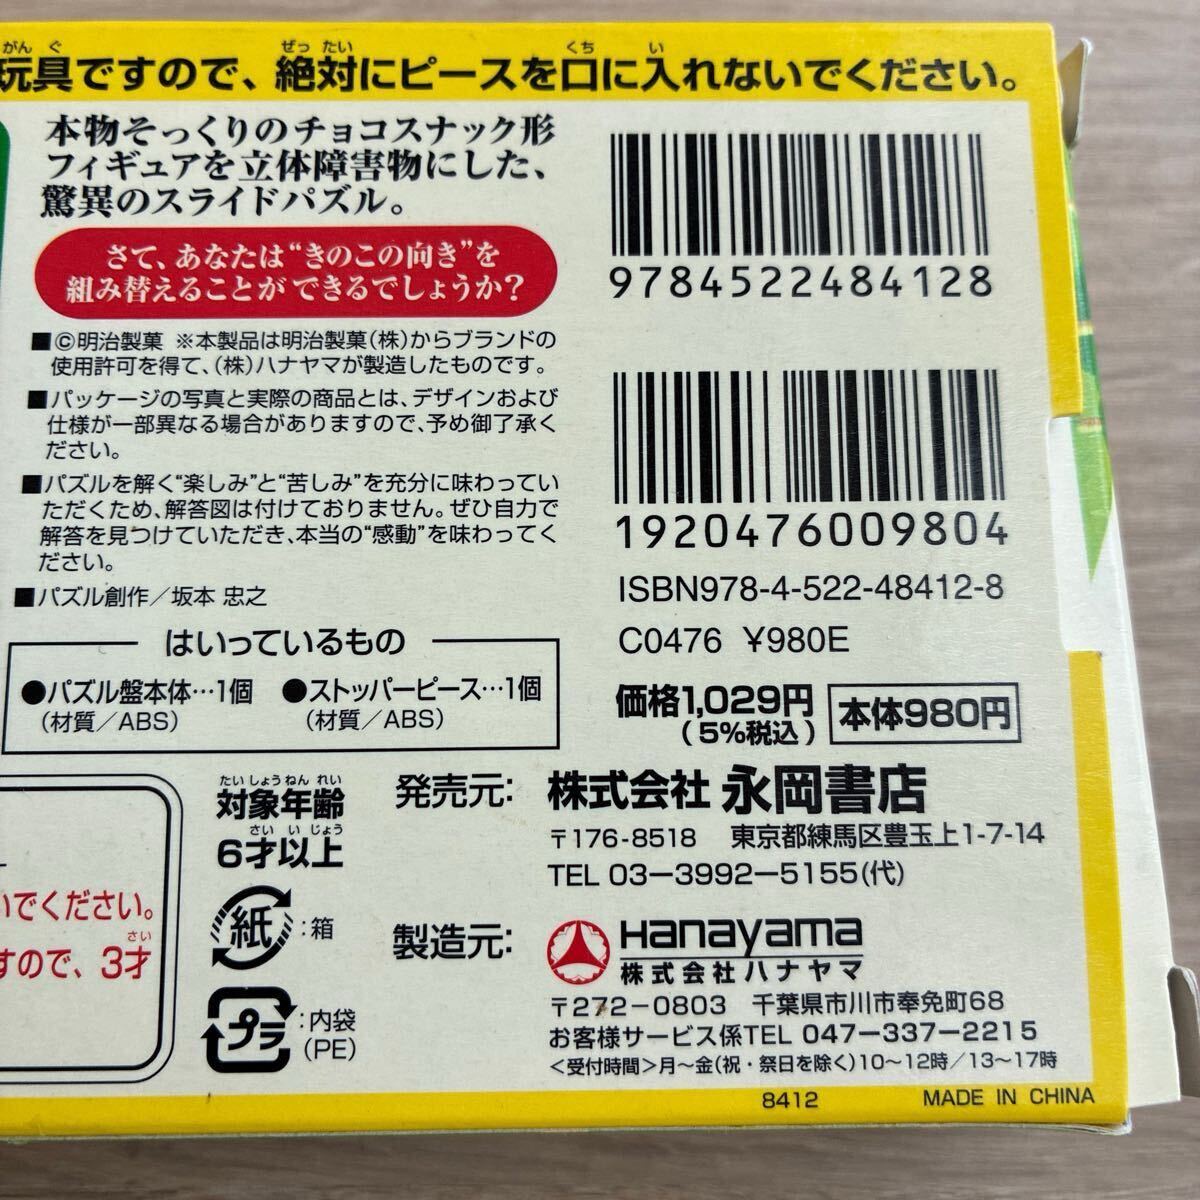 がんぐ ぜったい くち い
玩具ですので、絶対にピースを口に入れないでください。
本物そっくりのチョコスナック形
フィギュアを立体障害物にした、
驚異のスライドパズル。
さて、あなたは“きのこの向き”を
組み替えることができるでしょうか？
■©明治製菓 ※本製品は明治製菓(株)からブランドの
使用許可を得て、(株)ハナヤマが製造したものです。
■パッケージの写真と実際の商品とは、デザインおよび
仕様が一部異なる場合がありますので、予め御了承く
ださい。
■パズルを解く“楽しみ”と“苦しみ”を充分に味わってい
ただくため、解答図は付けておりません。ぜひ自力で
解答を見つけていただき、本当の“感動”を味わってく
ださい。
■パズル創作／坂本 忠之
はいっているもの
●パズル盤本体…1個 ●ストッパーピース…1個
(材質／ABS) (材質／ABS)
9784522484128
1920476009804
ISBN978-4-522-48412-8
C0476 ¥980E
価格1,029円
(5%税込)
本体980円
いでください。
さい
すので、3才
たいしょうねんれい
対象年齢
さい い じょう
6才以上
紙 :箱
プラ :内袋
(PE)
発売元: 株式会社 永岡書店
〒176-8518 東京都練馬区豊玉上1-7-14
TEL 03-3992-5155(代)
製造元: Hanayama
株式会社ハナヤマ
〒272-0803 千葉県市川市奉免町68
お客様サービス係TEL 047-337-2215
<受付時間>月〜金(祝・祭日を除く)10〜12時／13〜17時
8412 MADE IN CHINA